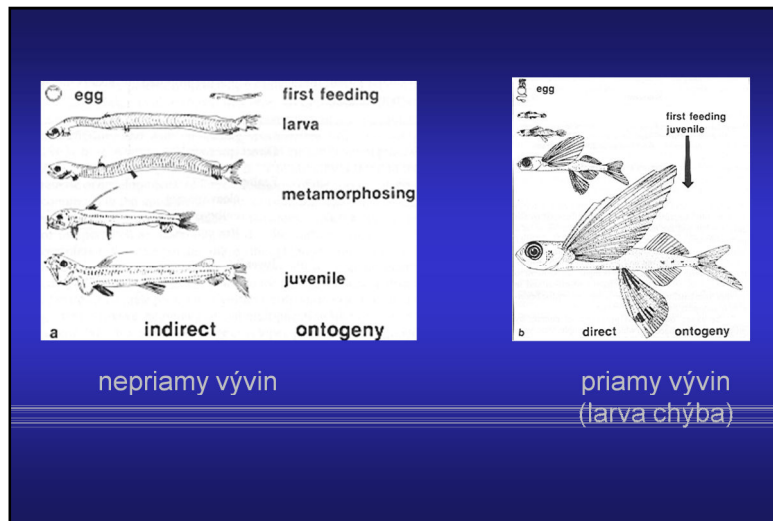 egg
first feeding
larva
metamorphosing
juvenile
a
indirect
ontogeny
egg
first feeding
juvenile
b
direct
ontogeny
nepriamy vývin
priamy vývin
(larva chýba)